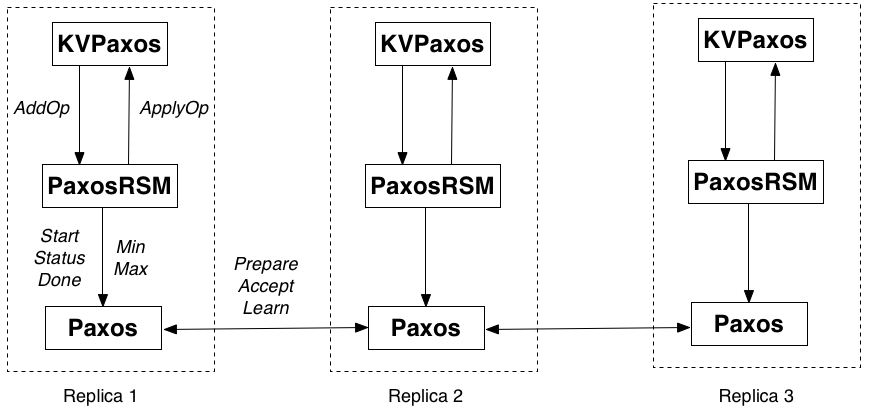 KVPaxos
KVPaxos
KVPaxos
AddOp
ApplyOp
PaxosRSM
PaxosRSM
PaxosRSM
Start
Status
Done
Min
Max
Prepare
Accept
Learn
Paxos
Paxos
Paxos
Replica 1
Replica 2
Replica 3